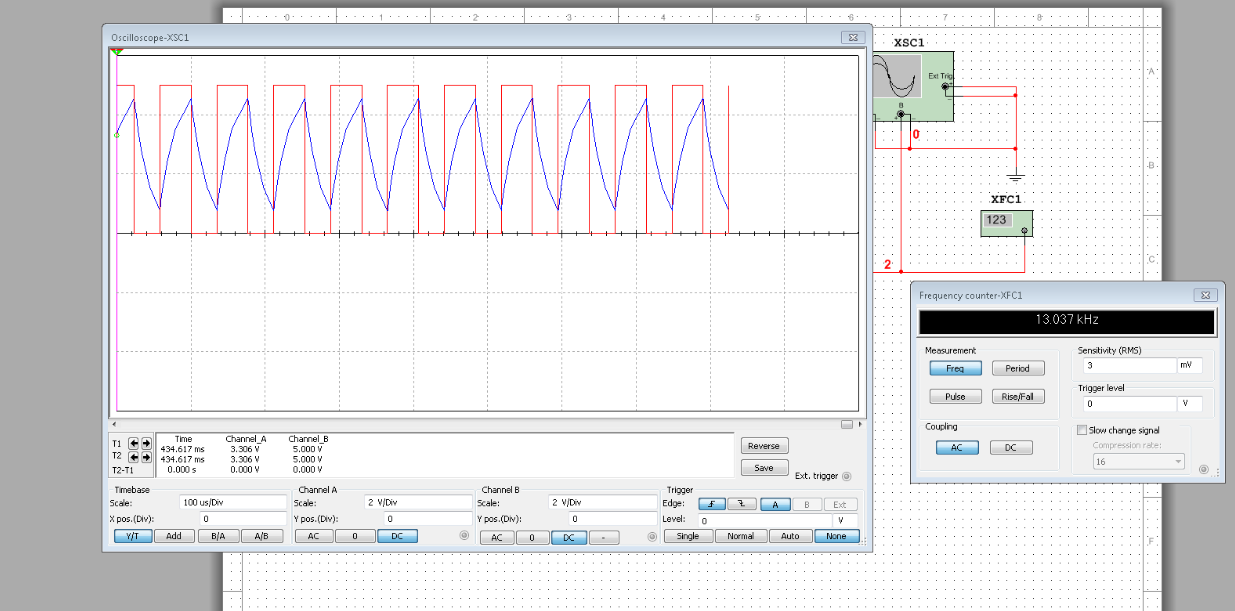 0 1 2 3 4 5 6 7 8
Oscilloscope-XSC1
XSC1
Ext Trig
+
B
0
A
B
C
F
XFC1
123
2
Frequency counter-XFC1
13.037 kHz
Measurement
Freq Period
Pulse Rise/Fall
Coupling
AC DC
Sensitivity (RMS)
3 mV
Trigger level
0 V
Slow change signal
Compression rate:
16
T1
T2
T2-T1
Time Channel_A Channel_B
434.617 ms 3.306 V 5.000 V
434.617 ms 3.306 V 5.000 V
0.000 s 0.000 V 0.000 V
Reverse
Save
Ext. trigger
Timebase
Scale: 100 us/Div
X pos.(Div): 0
Y/T Add B/A A/B
Channel A
Scale: 2 V/Div
Y pos.(Div): 0
AC 0 DC
Channel B
Scale: 2 V/Div
Y pos.(Div): 0
AC 0 DC -
Trigger
Edge: A B Ext
Level: 0 V
Single Normal Auto None